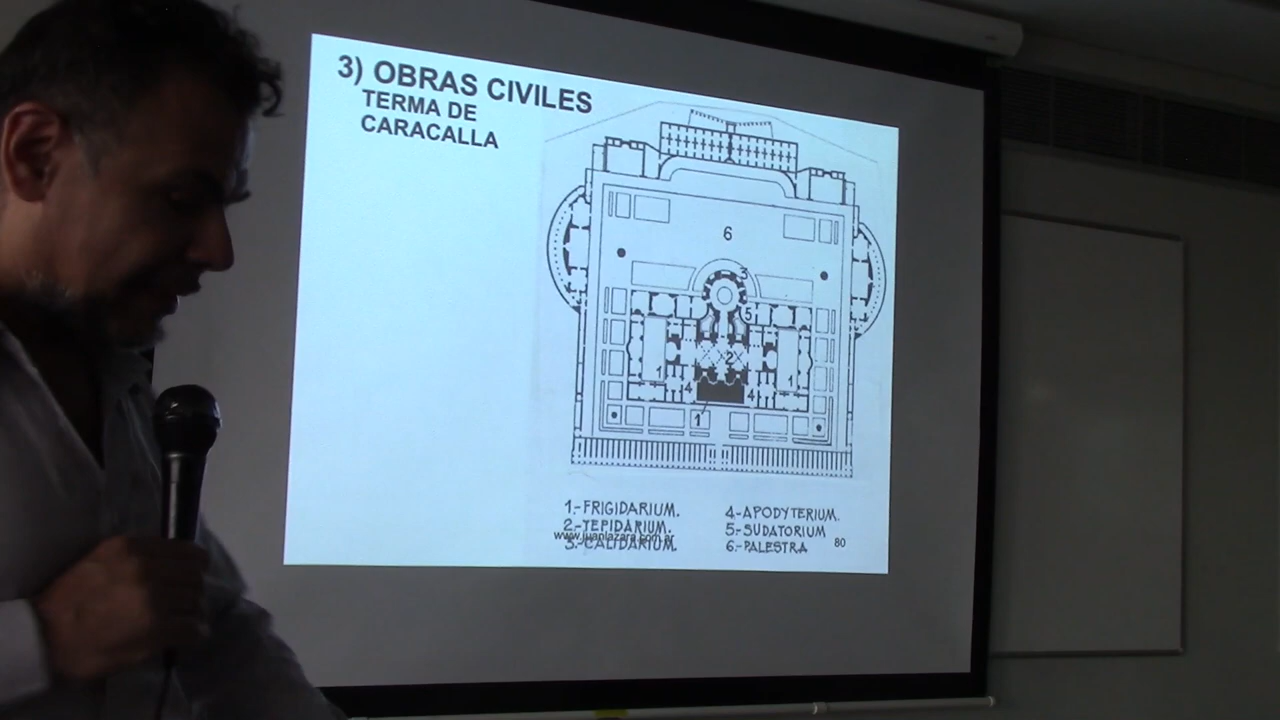 3) OBRAS CIVILES
TERMA DE
CARACALLA
6
3
5
2
1
1
4
4
1
1.-FRIGIDARIUM.
2.-TEPIDARIUM.
3.-CALIDARIUM.
4-APODYTERIUM.
5.-SUDATORIUM
6.-PALESTRA
www.juanlazara.com.ar
80